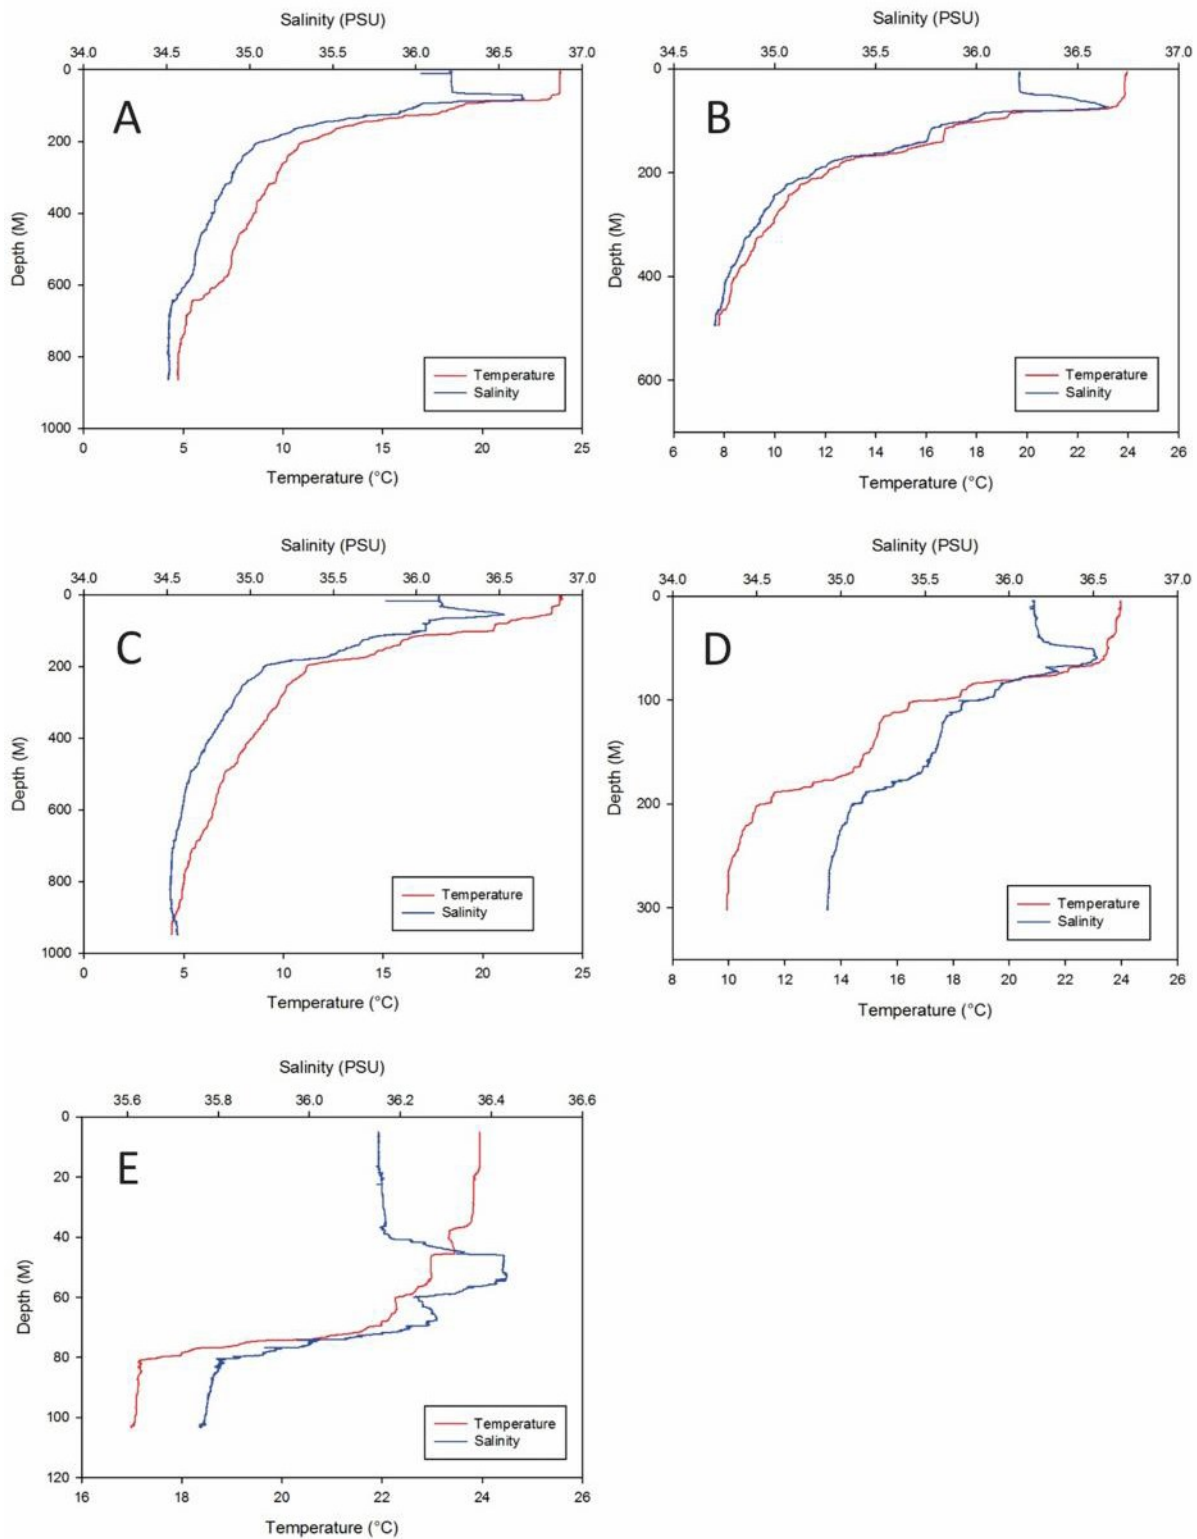 Salinity (PSU)
34.0 34.5 35.0 35.5 36.0 36.5 37.0
A
0
200
400
600
800
1000
Depth (M)
Temperature
Salinity
0 5 10 15 20 25
Temperature (°C)
Salinity (PSU)
34.5 35.0 35.5 36.0 36.5 37.0
B
0
200
400
600
Depth (M)
Temperature
Salinity
6 8 10 12 14 16 18 20 22 24 26
Temperature (°C)
Salinity (PSU)
34.0 34.5 35.0 35.5 36.0 36.5 37.0
C
0
200
400
600
800
1000
Depth (M)
Temperature
Salinity
0 5 10 15 20 25
Temperature (°C)
Salinity (PSU)
34.0 34.5 35.0 35.5 36.0 36.5 37.0
D
0
100
200
300
Depth (M)
Temperature
Salinity
8 10 12 14 16 18 20 22 24 26
Temperature (°C)
Salinity (PSU)
35.6 35.8 36.0 36.2 36.4 36.6
E
0
20
40
60
80
100
120
Depth (M)
Temperature
Salinity
16 18 20 22 24 26
Temperature (°C)